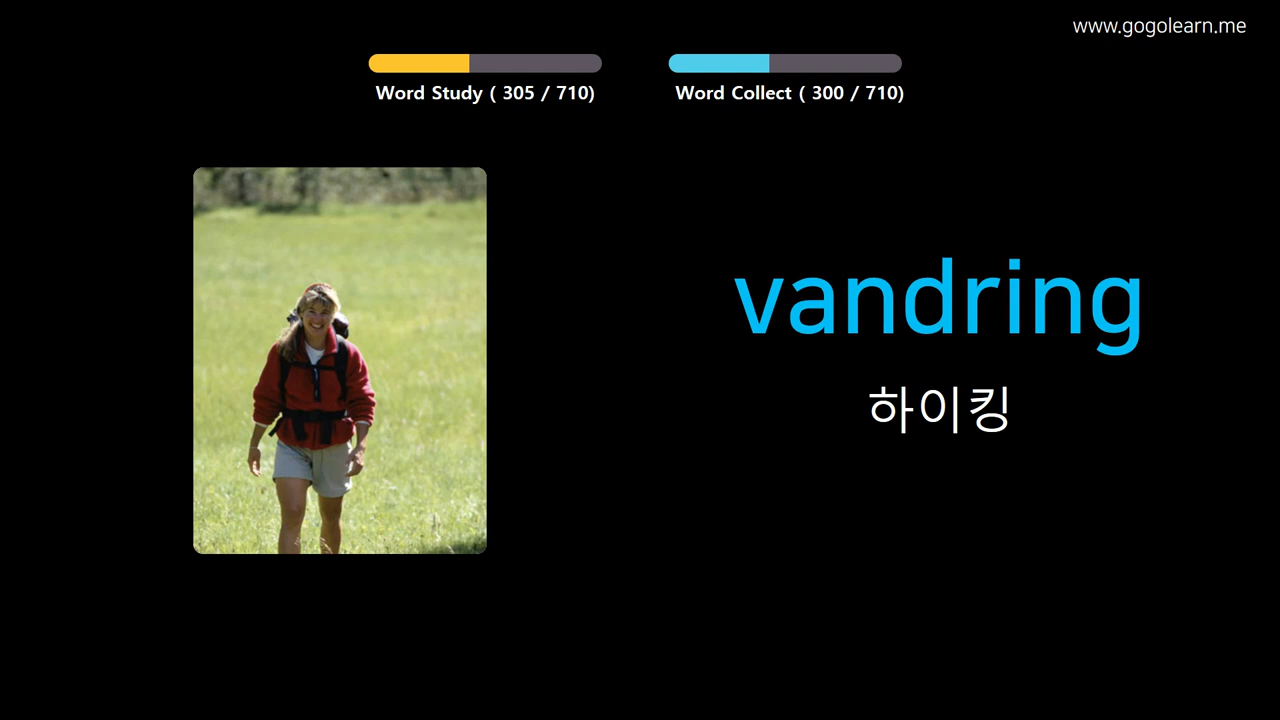 www.gogolearn.me
Word Study ( 305 / 710)
Word Collect ( 300 / 710)
vandring
하이킹